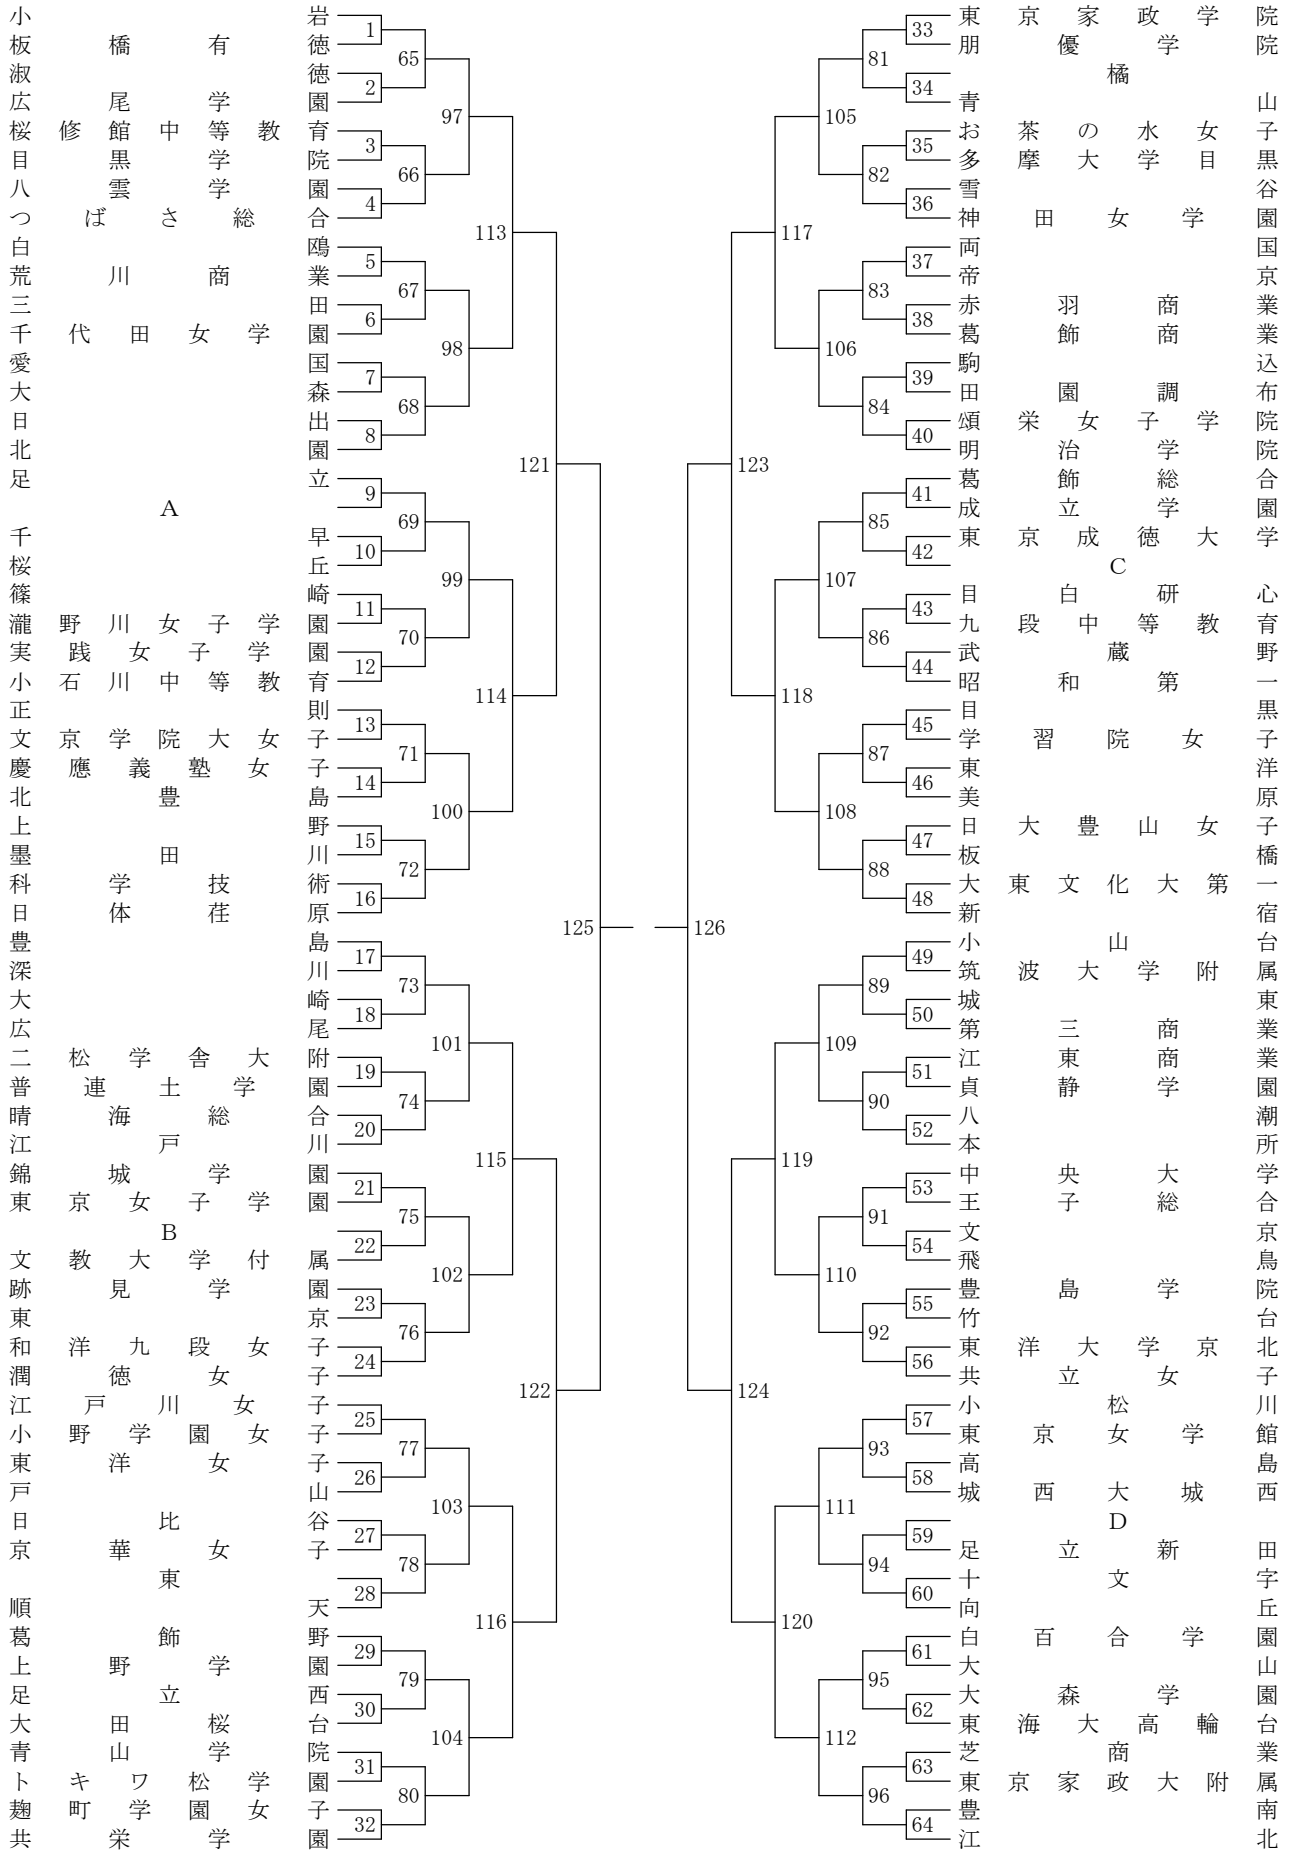 小岩
板橋有徳
淑徳
広尾学園
桜修館中等教育
目黒学院
八雲学園
つばさ総合
白鴎
荒川商業
三田
千代田女学園
愛国
大森
日出
北園
足立
A
千早
桜丘
篠崎
瀧野川女子学園
実践女子学園
小石川中等教育
正則
文京学院大女子
慶應義塾女子
北豊島
上野
墨田川
科学技術
日体荏原
豊島
深川
大崎
広尾
二松学舎大附
普連土学園
晴海総合
江戸川
錦城学園
東京女子学園
B
文教大学付属
跡見学園
東京
和洋九段女子
潤徳女子
江戸川女子
小野学園女子
東洋女子
戸山
日比谷
京華女子
東
順天
葛飾野
上野学園
足立西
大田桜台
青山学院
トキワ松学園
麹町学園女子
共栄学園
1
2
3
4
5
6
7
8
9
10
11
12
13
14
15
16
17
18
19
20
21
22
23
24
25
26
27
28
29
30
31
32
65
66
67
68
69
70
71
72
73
74
75
76
77
78
79
80
97
98
99
100
101
102
103
104
113
114
115
116
121
122
125
126
123
124
117
118
119
120
105
106
107
108
109
110
111
112
81
82
83
84
85
86
87
88
89
90
91
92
93
94
95
96
33
34
35
36
37
38
39
40
41
42
43
44
45
46
47
48
49
50
51
52
53
54
55
56
57
58
59
60
61
62
63
64
東京家政学院
朋優学院
橘
青山
お茶の水女子
多摩大学目黒
雪谷
神田女学園
両国
帝京
赤羽商業
葛飾商業
駒込
田園調布
頌栄女子学院
明治学院
葛飾総合
成立学園
東京成徳大学
C
目白研心
九段中等教育
武蔵野
昭和第一
目黒
学習院女子
東洋
美原
日大豊山女子
板橋
大東文化大第一
新宿
小山台
筑波大学附属
城東
第三商業
江東商業
貞静学園
八潮
本所
中央大学
王子総合
文京
飛鳥
豊島学院
竹台
東洋大学京北
共立女子
小松川
東京女学館
高島
城西大城西
D
足立新田
十文字
向丘
白百合学園
大山
大森学園
東海大高輪台
芝商業
東京家政大附属
豊南
江北